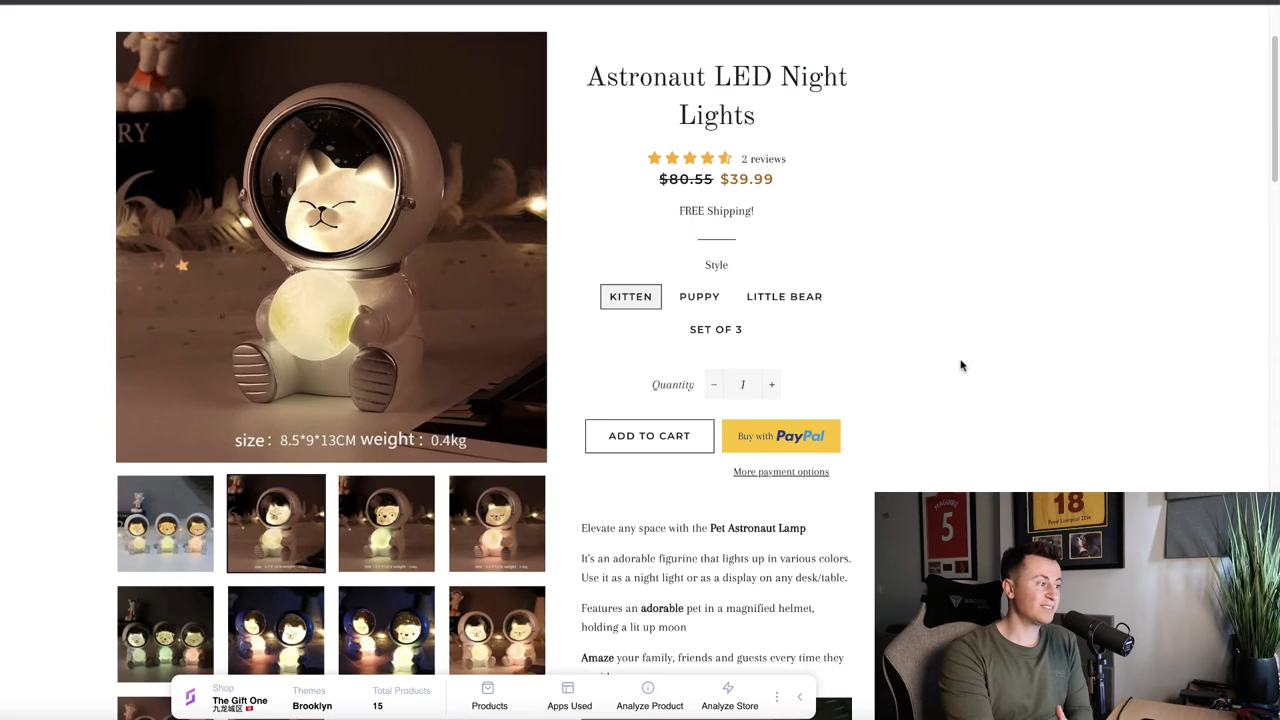 RY
size: 8.5*9*13CM weight: 0.4kg
Astronaut LED Night
Lights
2 reviews
$80.55 $39.99
FREE Shipping!
Style
KITTEN PUPPY LITTLE BEAR
SET OF 3
Quantity − 1 +
ADD TO CART Buy with PayPal
More payment options
Elevate any space with the Pet Astronaut Lamp
It's an adorable figurine that lights up in various colors.
Use it as a night light or as a display on any desk/table.
Features an adorable pet in a magnified helmet,
holding a lit up moon
Amaze your family, friends and guests every time they
Shop Themes Total Products
The Gift One Brooklyn 15
九龙城区
Products Apps Used Analyze Product Analyze Store
MAGUIRE
5
18